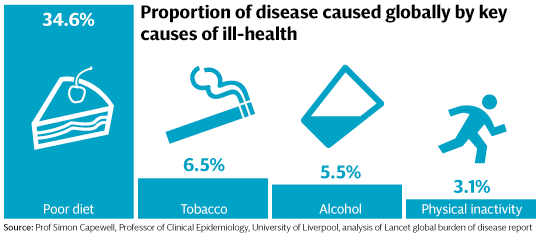 Proportion of disease caused globally by key
causes of ill-health
34.6%
6.5%
5.5%
3.1%
Poor diet
Tobacco
Alcohol
Physical inactivity
Source: Prof Simon Capewell, Professor of Clinical Epidemiology, University of Liverpool, analysis of Lancet global burden of disease report